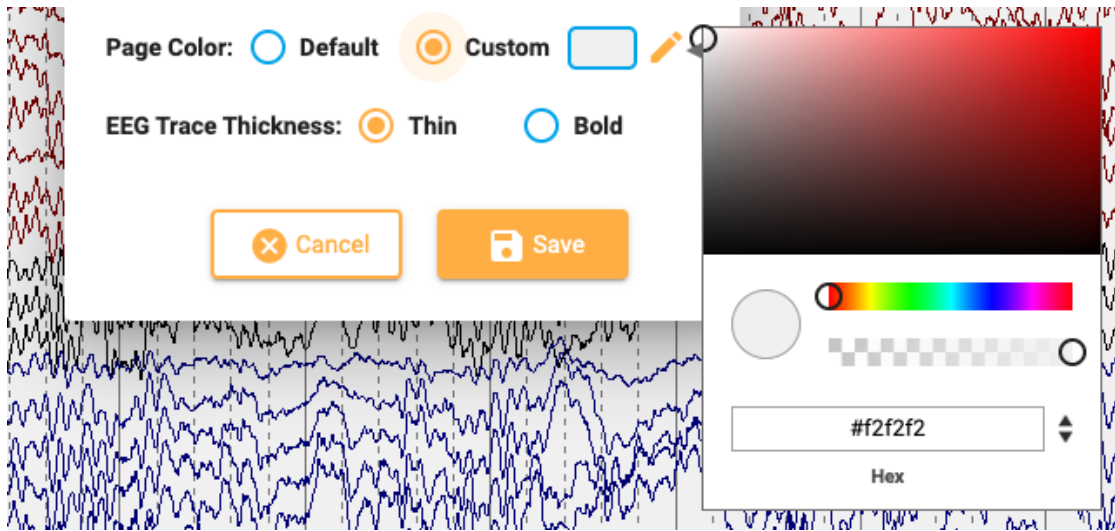 Page Color: Default Custom
EEG Trace Thickness: Thin Bold
Cancel Save
#f2f2f2
Hex